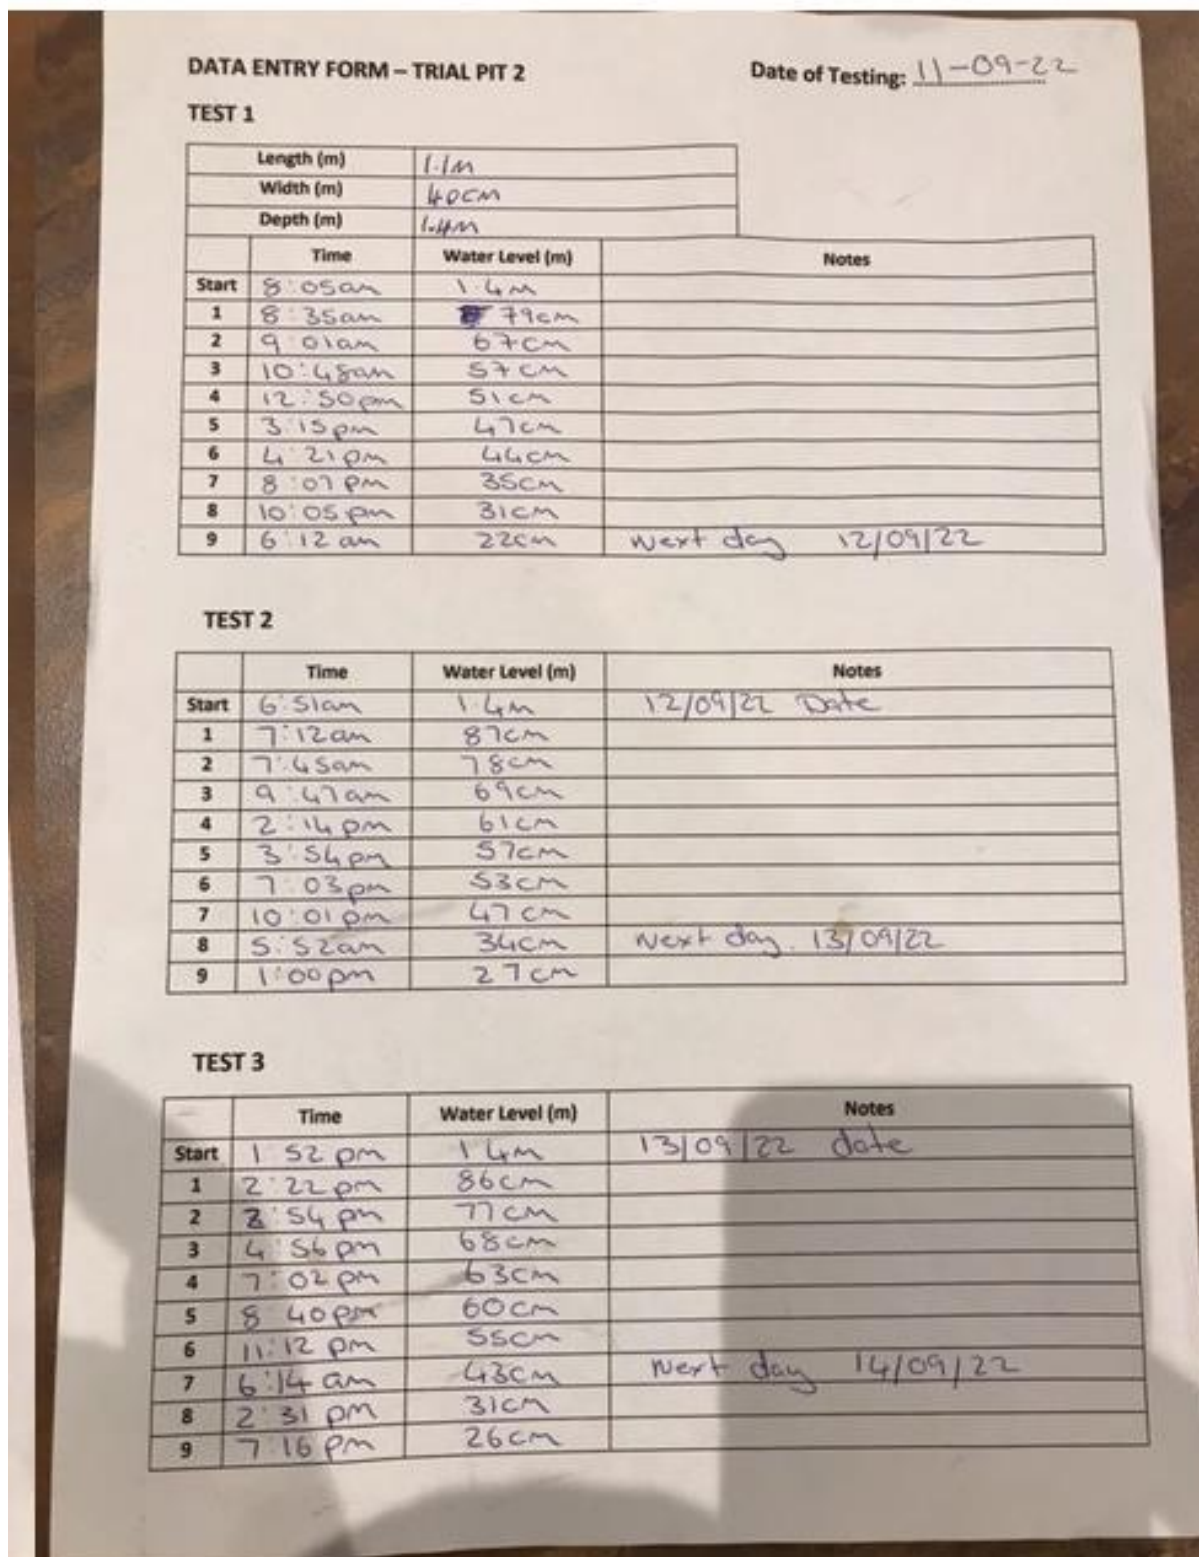 DATA ENTRY FORM – TRIAL PIT 2 Date of Testing: 11-09-22
TEST 1
Length (m) 1.1m
Width (m) 40cm
Depth (m) 1.4m
Time Water Level (m) Notes
Start 8:05am 1.4m
1 8:35am 79cm
2 9:01am 67cm
3 10:48am 57cm
4 12:50pm 51cm
5 3:15pm 47cm
6 4:21pm 44cm
7 8:07pm 35cm
8 10:05pm 31cm
9 6:12am 22cm Next day 12/09/22
TEST 2
Time Water Level (m) Notes
Start 6:51am 1.4m 12/09/22 Date
1 7:12am 87cm
2 7:45am 78cm
3 9:47am 69cm
4 2:14pm 61cm
5 3:54pm 57cm
6 7:03pm 53cm
7 10:01pm 47cm
8 5:52am 34cm Next day. 13/09/22
9 1:00pm 27cm
TEST 3
Time Water Level (m) Notes
Start 1:52pm 1.4m 13/09/22 date
1 2:22pm 86cm
2 2:54pm 77cm
3 4:56pm 68cm
4 7:02pm 63cm
5 8:40pm 60cm
6 11:12pm 55cm
7 6:14am 43cm Next day 14/09/22
8 2:31pm 31cm
9 7:16pm 26cm